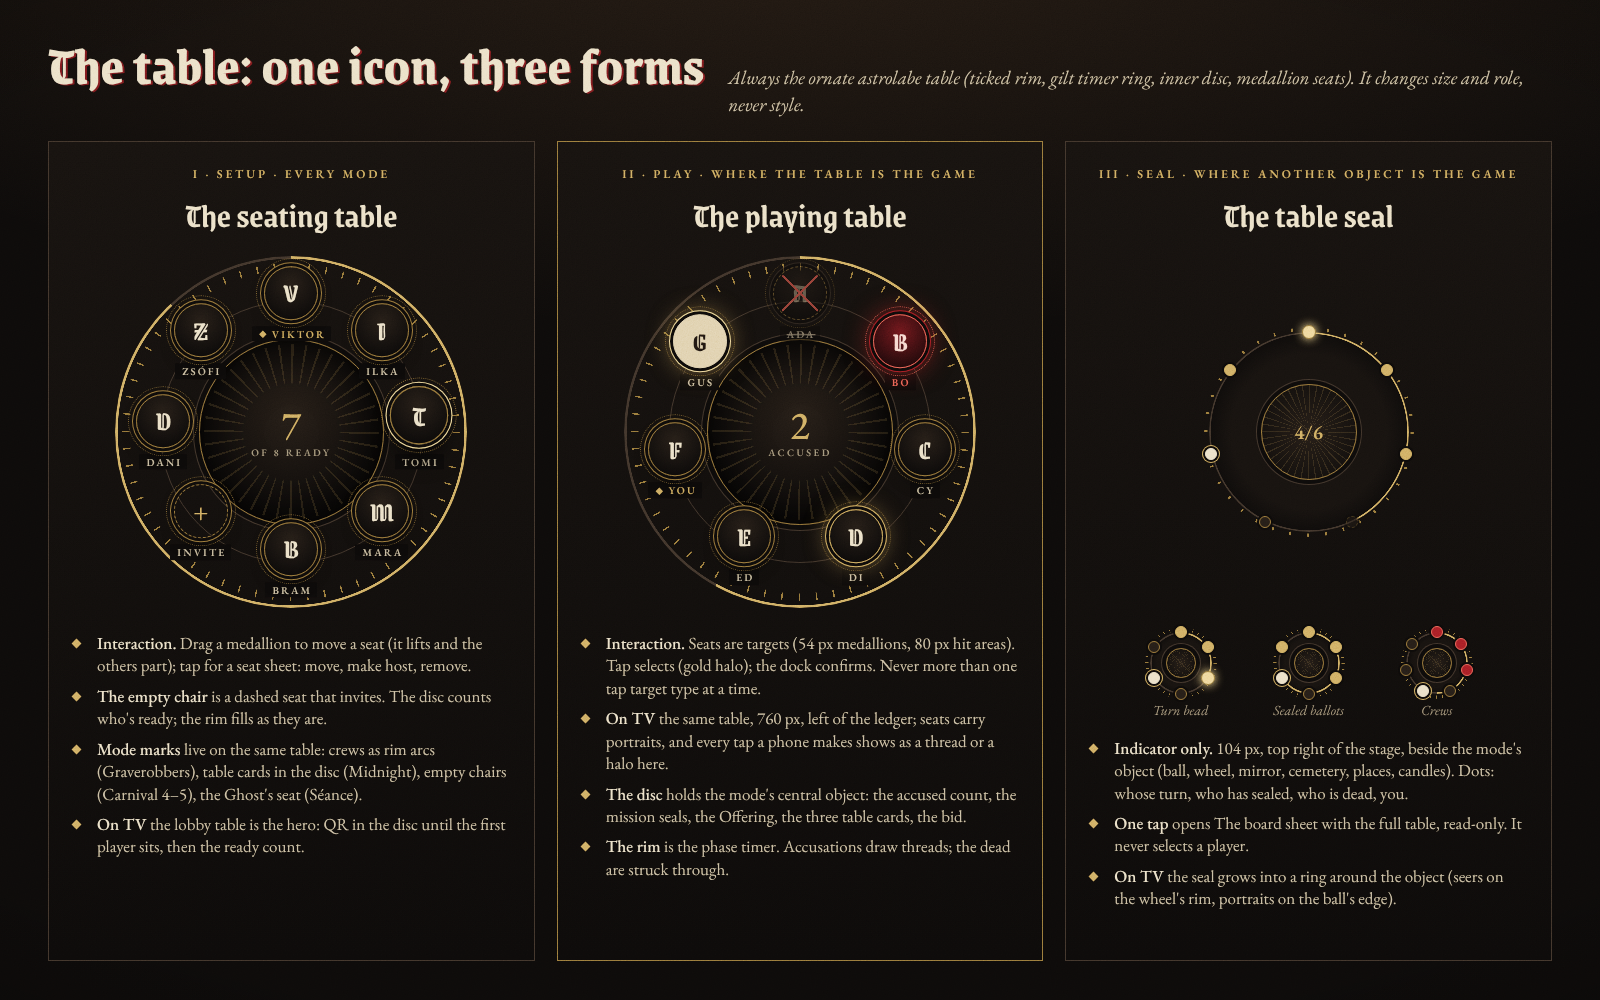 The table: one icon, three forms
Always the ornate astrolabe table (ticked rim, gilt timer ring, inner disc, medallion seats). It changes size and role,
never style.
I · SETUP · EVERY MODE
The seating table
V
◆ VIKTOR
Z
ZSÓFI
I
ILKA
D
DANI
T
TOMI
7
OF 8 READY
+
INVITE
M
MARA
B
BRAM
◆ Interaction. Drag a medallion to move a seat (it lifts and the
others part); tap for a seat sheet: move, make host, remove.
◆ The empty chair is a dashed seat that invites. The disc counts
who's ready; the rim fills as they are.
◆ Mode marks live on the same table: crews as rim arcs
(Graverobbers), table cards in the disc (Midnight), empty chairs
(Carnival 4–5), the Ghost's seat (Séance).
◆ On TV the lobby table is the hero: QR in the disc until the first
player sits, then the ready count.
II · PLAY · WHERE THE TABLE IS THE GAME
The playing table
A
ADA
G
GUS
B
BO
F
◆ YOU
C
CY
2
ACCUSED
E
ED
D
DI
◆ Interaction. Seats are targets (54 px medallions, 80 px hit areas).
Tap selects (gold halo); the dock confirms. Never more than one
tap target type at a time.
◆ On TV the same table, 760 px, left of the ledger; seats carry
portraits, and every tap a phone makes shows as a thread or a
halo here.
◆ The disc holds the mode's central object: the accused count, the
mission seals, the Offering, the three table cards, the bid.
◆ The rim is the phase timer. Accusations draw threads; the dead
are struck through.
III · SEAL · WHERE ANOTHER OBJECT IS THE GAME
The table seal
4/6
Turn bead
Sealed ballots
Crews
◆ Indicator only. 104 px, top right of the stage, beside the mode's
object (ball, wheel, mirror, cemetery, places, candles). Dots:
whose turn, who has sealed, who is dead, you.
◆ One tap opens The board sheet with the full table, read-only. It
never selects a player.
◆ On TV the seal grows into a ring around the object (seers on
the wheel's rim, portraits on the ball's edge).